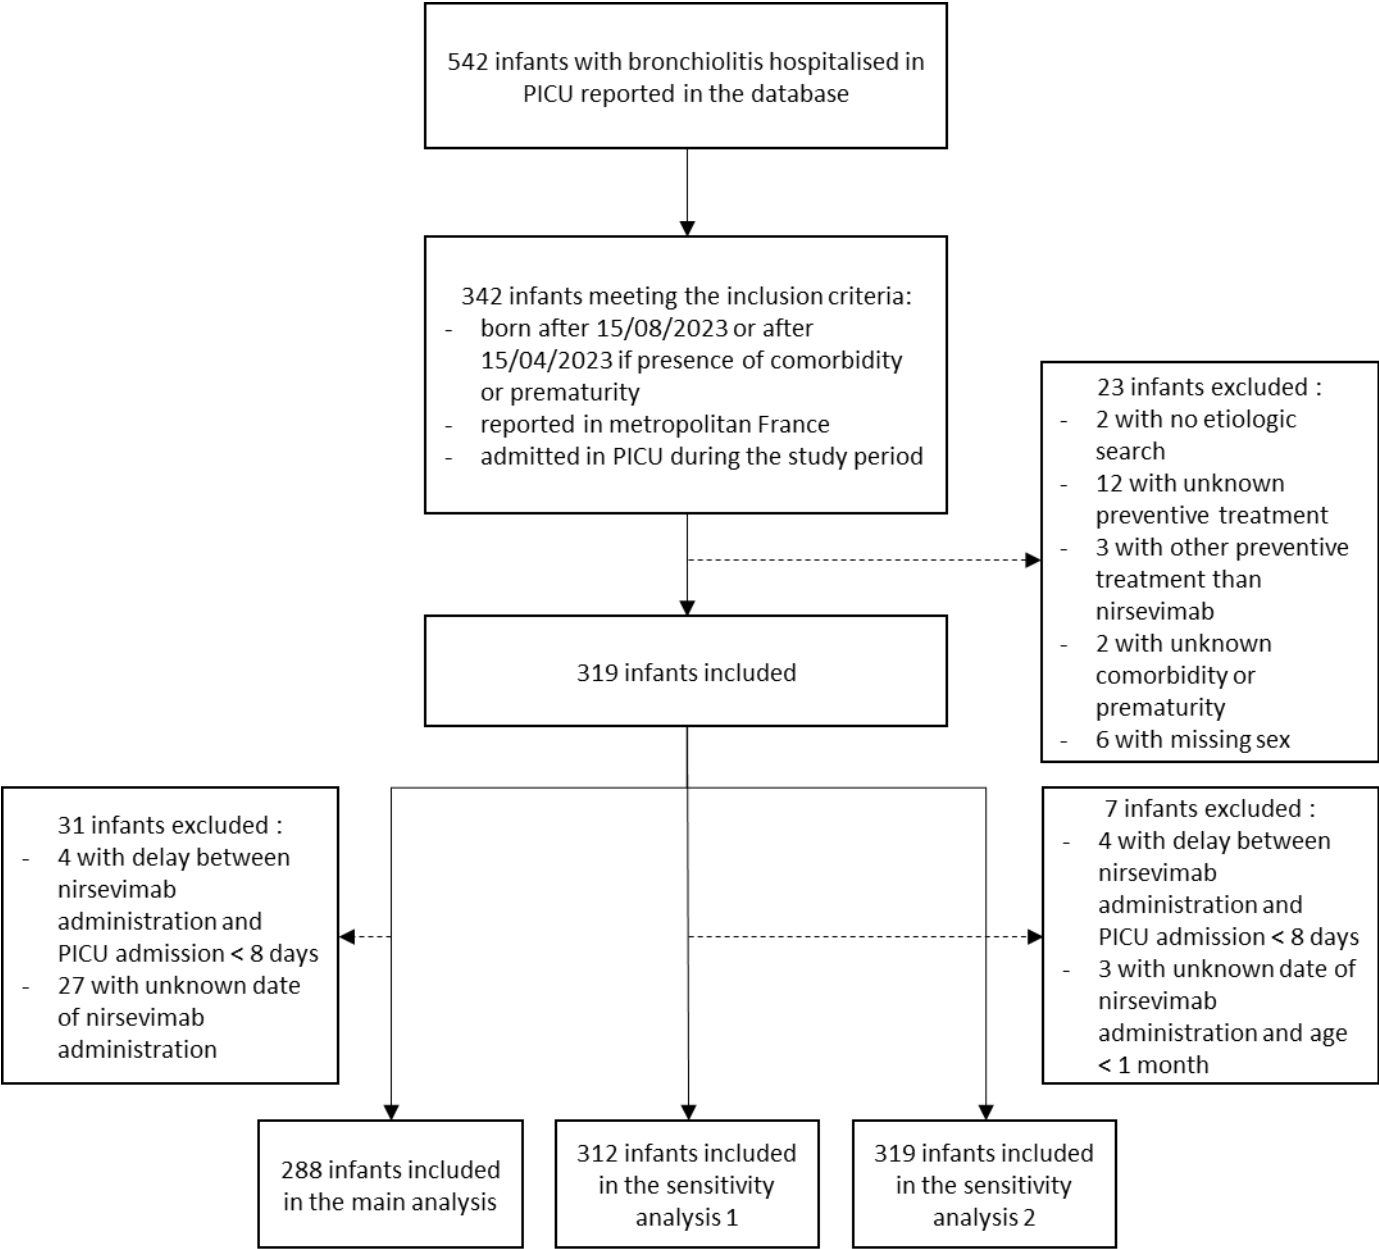 542 infants with bronchiolitis hospitalised in
PICU reported in the database
342 infants meeting the inclusion criteria:
- born after 15/08/2023 or after
15/04/2023 if presence of comorbidity
or prematurity
- reported in metropolitan France
- admitted in PICU during the study period
23 infants excluded :
- 2 with no etiologic
search
- 12 with unknown
preventive treatment
- 3 with other preventive
treatment than
nirsevimab
- 2 with unknown
comorbidity or
prematurity
- 6 with missing sex
319 infants included
31 infants excluded :
- 4 with delay between
nirsevimab
administration and
PICU admission < 8 days
- 27 with unknown date
of nirsevimab
administration
7 infants excluded :
- 4 with delay between
nirsevimab
administration and
PICU admission < 8 days
- 3 with unknown date of
nirsevimab
administration and age
< 1 month
288 infants included
in the main analysis
312 infants included
in the sensitivity
analysis 1
319 infants included
in the sensitivity
analysis 2